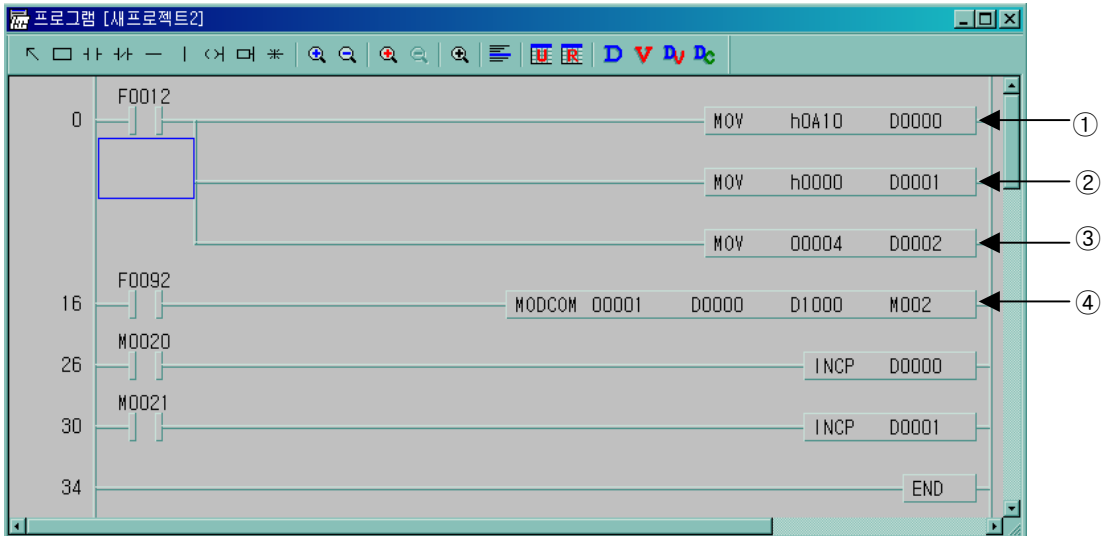 프로그램 [새프로젝트2]
U R D V DV DC
F0012
0 MOV h0A10 D0000 ①
MOV h0000 D0001 ②
MOV 00004 D0002 ③
F0092
16 MODCOM 00001 D0000 D1000 M002 ④
M0020
26 INCP D0000
M0021
30 INCP D0001
34 END